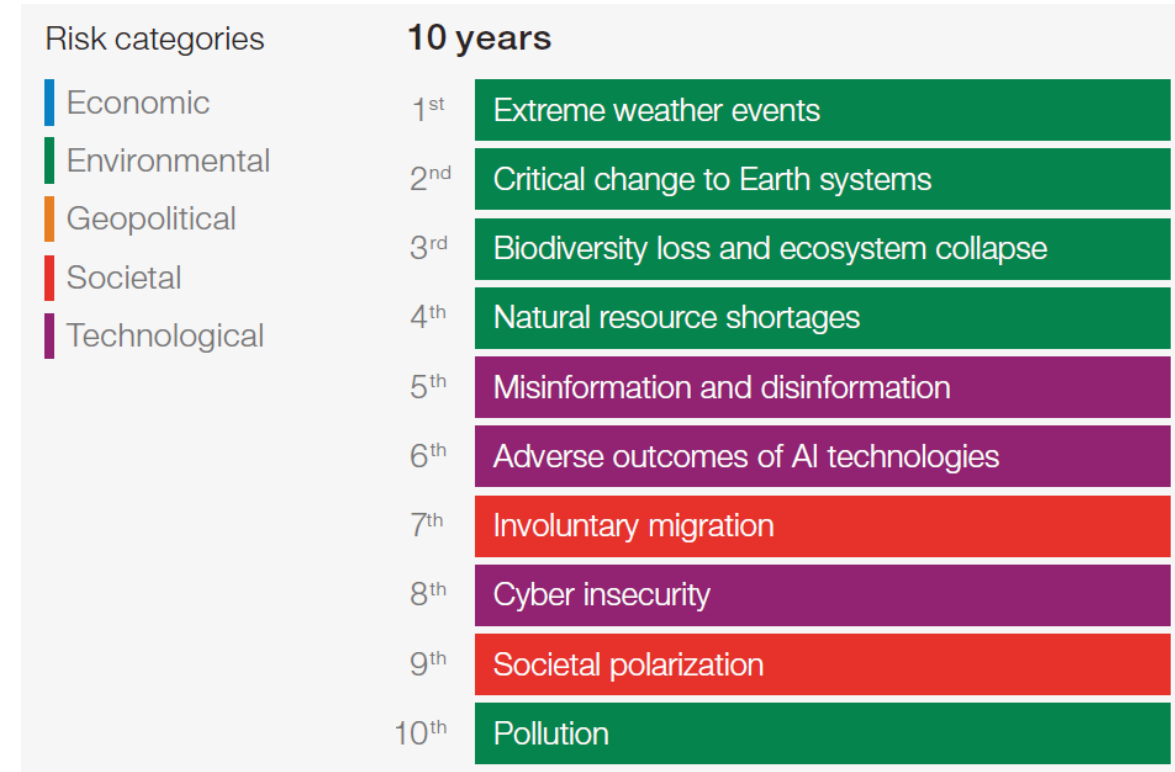 Risk categories
Economic
Environmental
Geopolitical
Societal
Technological
10 years
1st Extreme weather events
2nd Critical change to Earth systems
3rd Biodiversity loss and ecosystem collapse
4th Natural resource shortages
5th Misinformation and disinformation
6th Adverse outcomes of AI technologies
7th Involuntary migration
8th Cyber insecurity
9th Societal polarization
10th Pollution